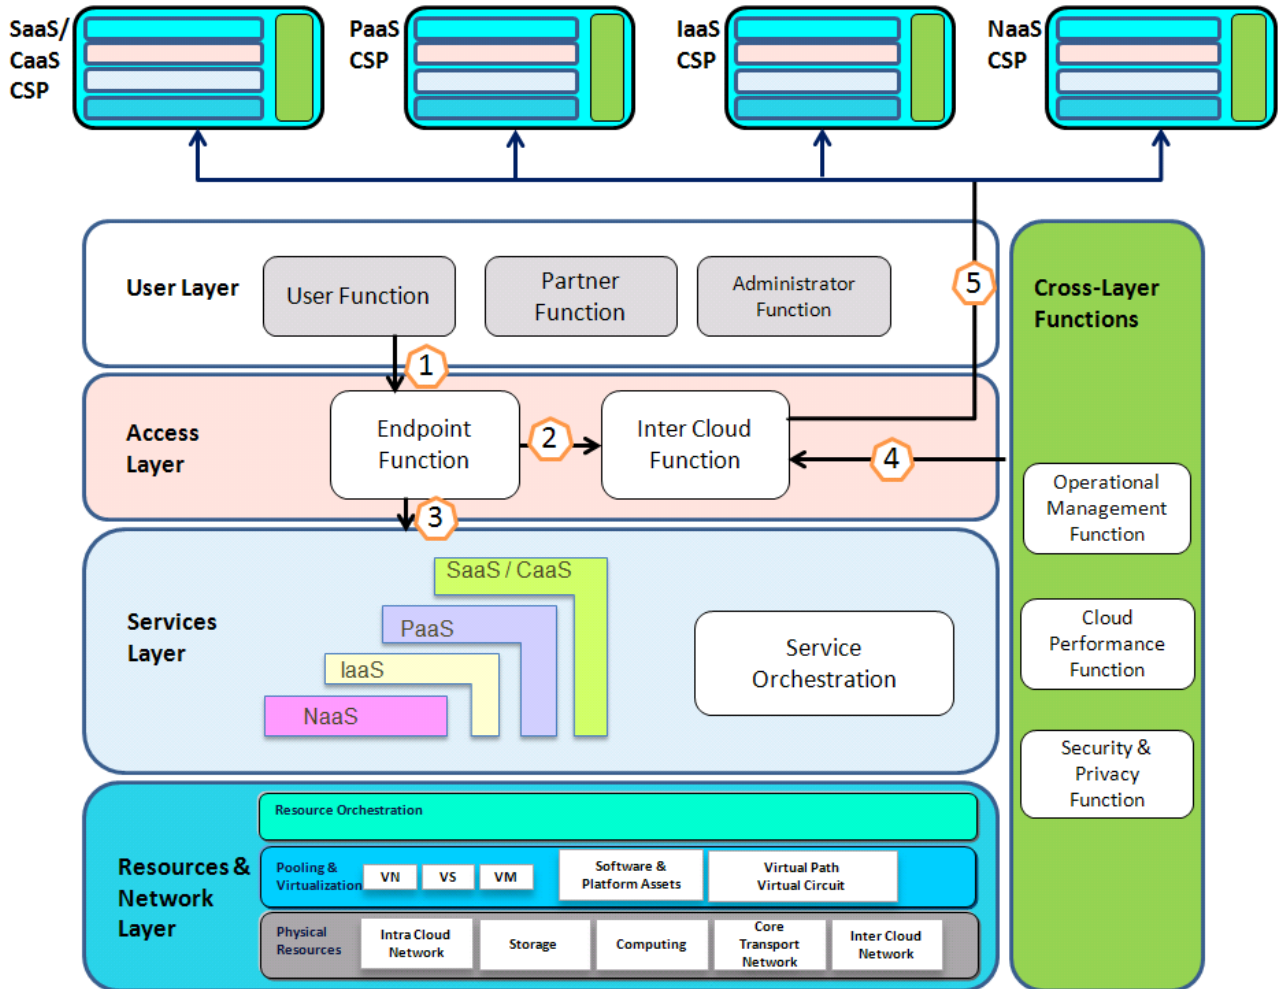 SaaS/
CaaS
CSP
PaaS
CSP
IaaS
CSP
NaaS
CSP
User Layer
User Function
Partner
Function
Administrator
Function
5
Cross-Layer
Functions
1
Access
Layer
Endpoint
Function
2
Inter Cloud
Function
4
3
Operational
Management
Function
Services
Layer
SaaS / CaaS
PaaS
IaaS
NaaS
Service
Orchestration
Cloud
Performance
Function
Security &
Privacy
Function
Resources &
Network
Layer
Resource Orchestration
Pooling &
Virtualization
VN
VS
VM
Software &
Platform Assets
Virtual Path
Virtual Circuit
Physical
Resources
Intra Cloud
Network
Storage
Computing
Core
Transport
Network
Inter Cloud
Network